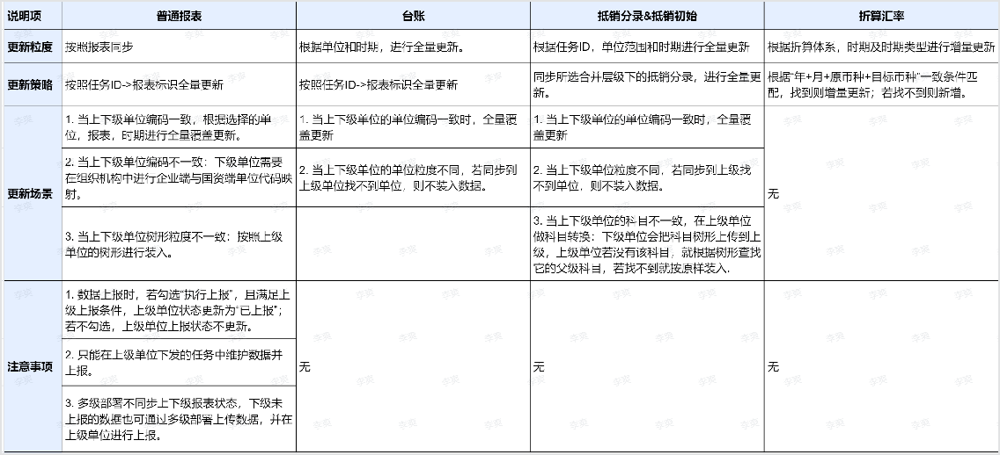 说明项
普通报表
台账
抵销分录&抵销初始
折算汇率
更新粒度
按照报表同步
根据单位和时期，进行全量更新。
根据任务ID，单位范围和时期进行全量更新
根据折算体系，时期及时期类型进行增量更新
更新策略
按照任务ID->报表标识全量更新
按照任务ID->报表标识全量更新
同步所选合并层级下的抵销分录，进行全量更
新。
根据“年+月+原币种+目标币种”一致条件匹
配，找到则增量更新；若找不到则新增。
更新场景
1. 当上下级单位编码一致，根据选择的单
位，报表，时期进行全量覆盖更新。
1. 当上下级单位的单位编码一致时，全量覆
盖更新
1. 当上下级单位的单位编码一致时，全量覆
盖更新
2. 当上下级单位编码不一致：下级单位需要
在组织机构中进行企业端与国资端单位代码映
射。
2. 当上下级单位的单位粒度不同，若同步到
上级单位找不到单位，则不装入数据。
2. 当上下级单位粒度不同，若同步到上级找
不到单位，则不装入数据。
无
3. 当上下级单位树形粒度不一致：按照上级
单位的树形进行装入。
3. 当上下级单位的科目不一致，在上级单位
做科目转换：下级单位会把科目树形上传到上
级，上级单位若没有该科目，就根据树形查找
它的父级科目，若找不到就按原样装入.
注意事项
1. 数据上报时，若勾选“执行上报”，且满足上
级上报条件，上级单位状态更新为“已上报”；
若不勾选，上级单位上报状态不更新。
2. 只能在上级单位下发的任务中维护数据并
上报。
3. 多级部署不同步上下级报表状态，下级未
上报的数据也可通过多级部署上传数据，并在
上级单位进行上报。
无
无
无